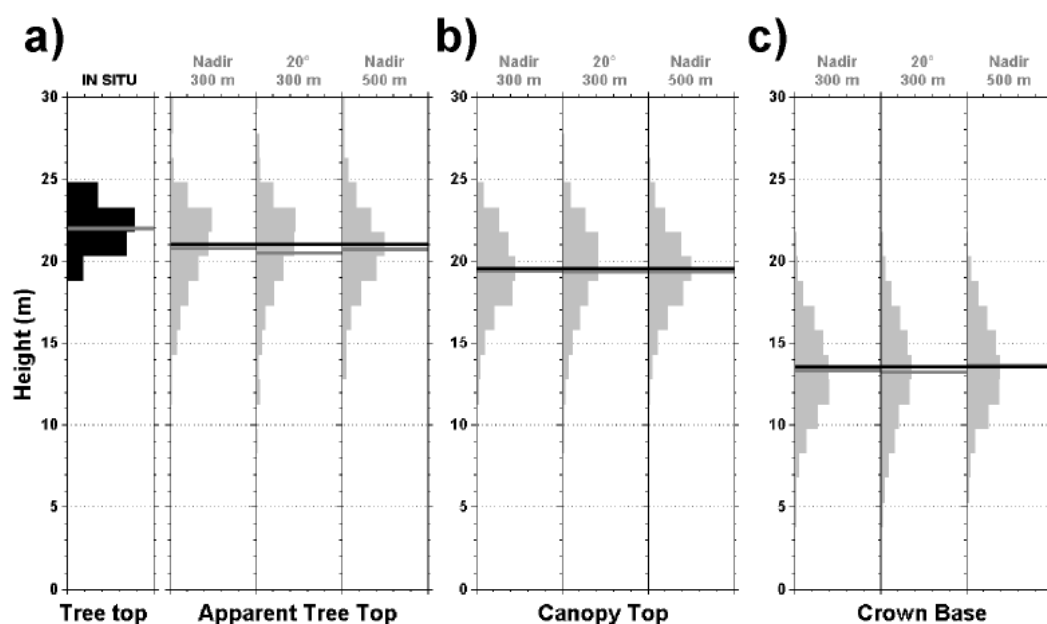 a)
b)
c)
IN SITU
Nadir
300 m
20°
300 m
Nadir
500 m
Nadir
300 m
20°
300 m
Nadir
500 m
Nadir
300 m
20°
300 m
Nadir
500 m
Height (m)
30
25
20
15
10
5
0
30
25
20
15
10
5
0
30
25
20
15
10
5
0
Tree top
Apparent Tree Top
Canopy Top
Crown Base